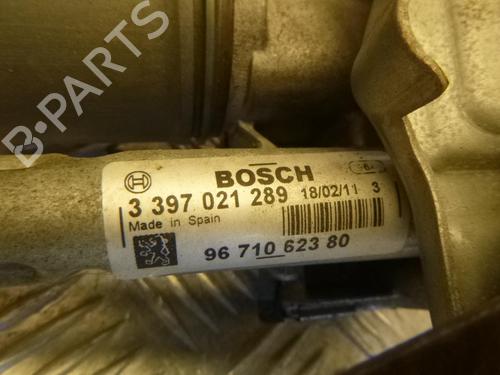 B-PARTS
BOSCH
3 397 021 289 18/02/11 3
Made in Spain
96 710 623 80